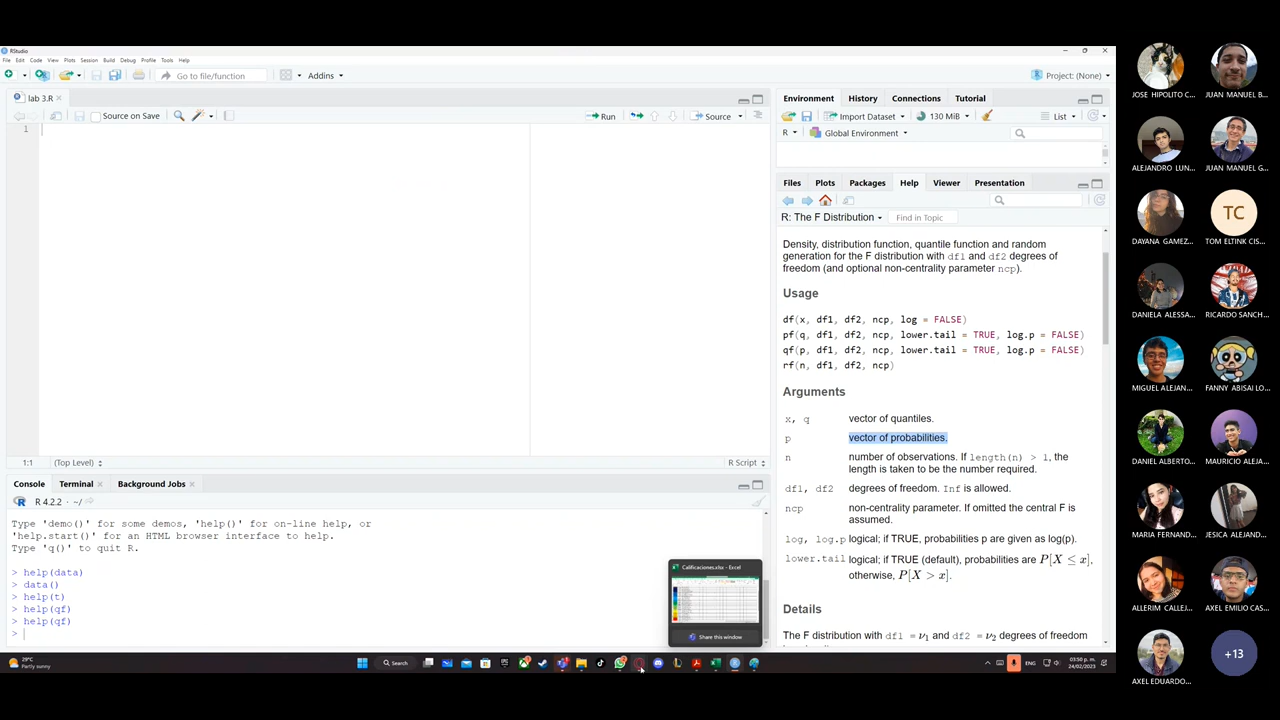 RStudio
File Edit Code View Plots Session Build Debug Profile Tools Help
Go to file/function
Addins
Project: (None)
lab 3.R
Source on Save
Run
Source
1
1:1
(Top Level)
R Script
Console Terminal Background Jobs
R 4.2.2 · ~/
Type 'demo()' for some demos, 'help()' for on-line help, or
'help.start()' for an HTML browser interface to help.
Type 'q()' to quit R.
> help(data)
> data()
> help(t)
> help(qf)
> help(qf)
>
Environment History Connections Tutorial
Import Dataset
130 MiB
List
R
Global Environment
Files Plots Packages Help Viewer Presentation
R: The F Distribution
Find in Topic
Density, distribution function, quantile function and random
generation for the F distribution with df1 and df2 degrees of
freedom (and optional non-centrality parameter ncp).
Usage
df(x, df1, df2, ncp, log = FALSE)
pf(q, df1, df2, ncp, lower.tail = TRUE, log.p = FALSE)
qf(p, df1, df2, ncp, lower.tail = TRUE, log.p = FALSE)
rf(n, df1, df2, ncp)
Arguments
x, q vector of quantiles.
p vector of probabilities.
n number of observations. If length(n) > 1, the
length is taken to be the number required.
df1, df2 degrees of freedom. Inf is allowed.
ncp non-centrality parameter. If omitted the central F is
assumed.
log, log.p logical; if TRUE, probabilities p are given as log(p).
lower.tail logical; if TRUE (default), probabilities are P[X ≤ x],
otherwise, P[X > x].
Details
The F distribution with df1 = ν1 and df2 = ν2 degrees of freedom
Calificaciones.xlsx - Excel
Share this window
29°C
Partly sunny
Search
ENG
03:50 p. m.
24/02/2023
JOSE HIPOLITO C...
JUAN MANUEL B...
ALEJANDRO LUN...
JUAN MANUEL G...
DAYANA GAMEZ...
TC
TOM ELTINK CIS...
DANIELA ALESSA...
RICARDO SANCH...
MIGUEL ALEJAN...
FANNY ABISAI LO...
DANIEL ALBERTO...
MAURICIO ALEJA...
MARIA FERNAND...
JESICA ALEJAND...
ALLERIM CALLEJ...
AXEL EMILIO CAS...
AXEL EDUARDO...
+13